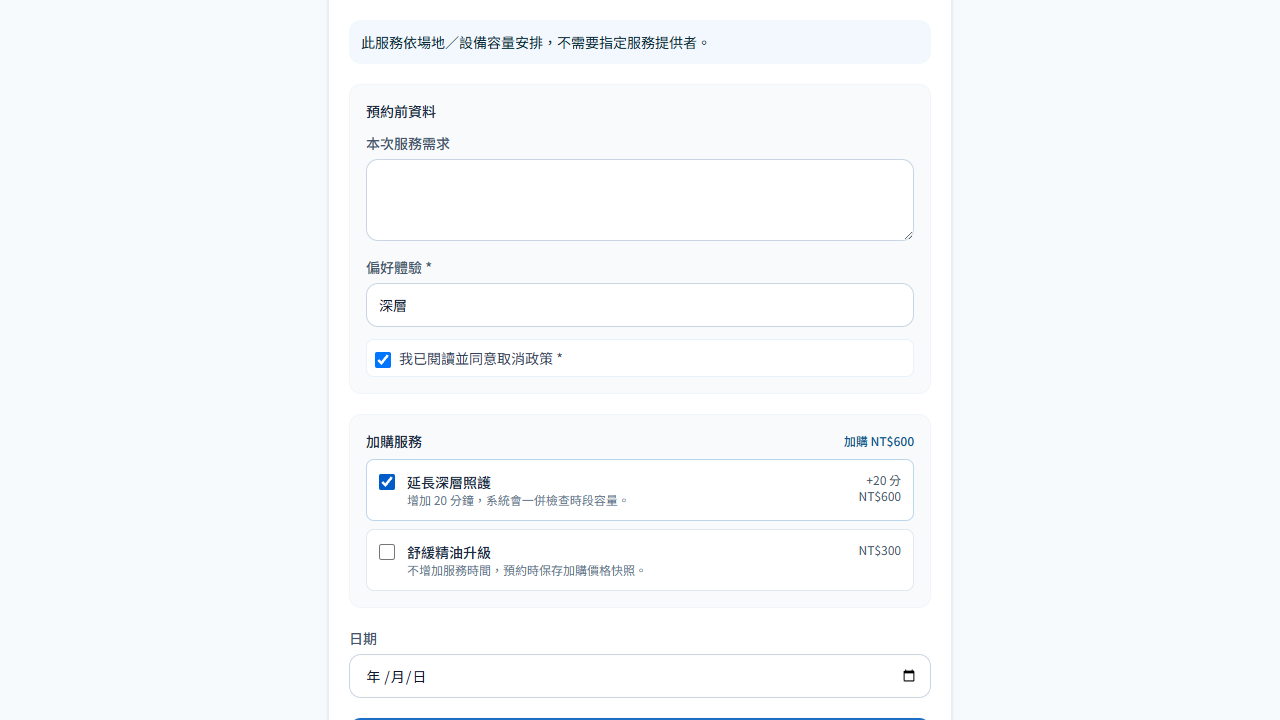 此服務依場地／設備容量安排，不需要指定服務提供者。
預約前資料
本次服務需求
偏好體驗 *
深層
我已閱讀並同意取消政策 *
加購服務
加購 NT$600
延長深層照護
+20 分
增加 20 分鐘，系統會一併檢查時段容量。
NT$600
舒緩精油升級
NT$300
不增加服務時間，預約時保存加購價格快照。
日期
年 /月/日